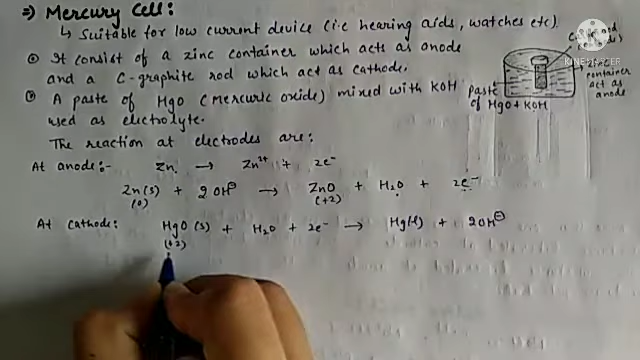 ⇒ Mercury Cell:
↳ Suitable for low current device (i.e hearing aids, watches etc).
It consist of a zinc container which acts as anode
and a C-graphite rod which act as cathode.
A paste of HgO (Mercuric oxide) mixed with KOH
used as electrolyte.
The reaction at electrodes are:
At anode:- Zn → Zn²⁺ + 2e⁻
Zn(s) + 2OH⊖ → ZnO + H₂O + 2e⁻
(0) (+2)
At cathode: HgO(s) + H₂O + 2e⁻ → Hg(l) + 2OH⊖
(+2)
SK
KINEMASTER
container
act as
anode
Paste
of HgO + KOH